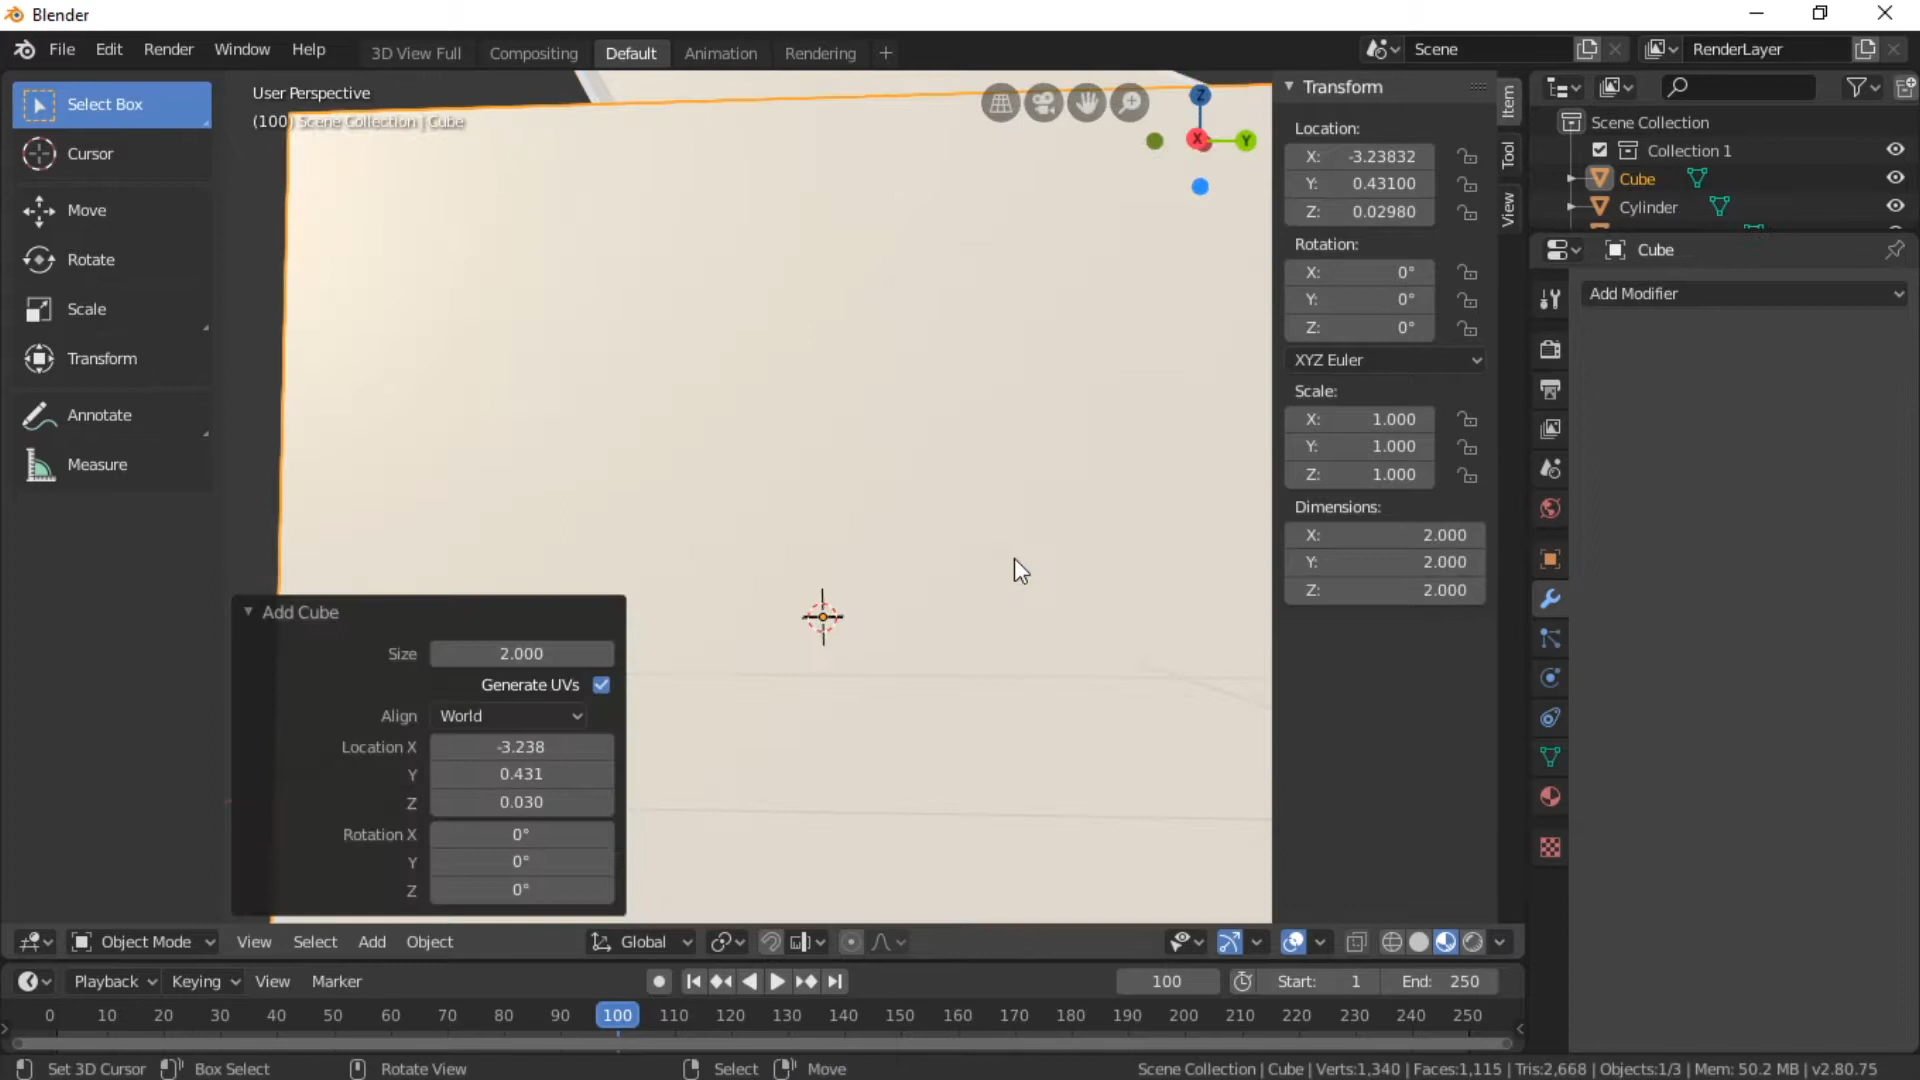 Blender
File Edit Render Window Help 3D View Full Compositing Default Animation Rendering Scene RenderLayer
Select Box
Cursor
Move
Rotate
Scale
Transform
Annotate
Measure
User Perspective
(100) Scene Collection | Cube
Z
X
Y
Add Cube
Size 2.000
Generate UVs
Align World
Location X -3.238
Y 0.431
Z 0.030
Rotation X 0°
Y 0°
Z 0°
Transform
Location:
X: -3.23832
Y: 0.43100
Z: 0.02980
Rotation:
X: 0°
Y: 0°
Z: 0°
XYZ Euler
Scale:
X: 1.000
Y: 1.000
Z: 1.000
Dimensions:
X: 2.000
Y: 2.000
Z: 2.000
Item
Tool
View
Scene Collection
Collection 1
Cube
Cylinder
Cube
Add Modifier
Object Mode View Select Add Object Global
Playback Keying View Marker 100 Start: 1 End: 250
0 10 20 30 40 50 60 70 80 90 100 110 120 130 140 150 160 170 180 190 200 210 220 230 240 250
Set 3D Cursor Box Select Rotate View Select Move Scene Collection | Cube | Verts:1,340 | Faces:1,115 | Tris:2,668 | Objects:1/3 | Mem: 50.2 MB | v2.80.75